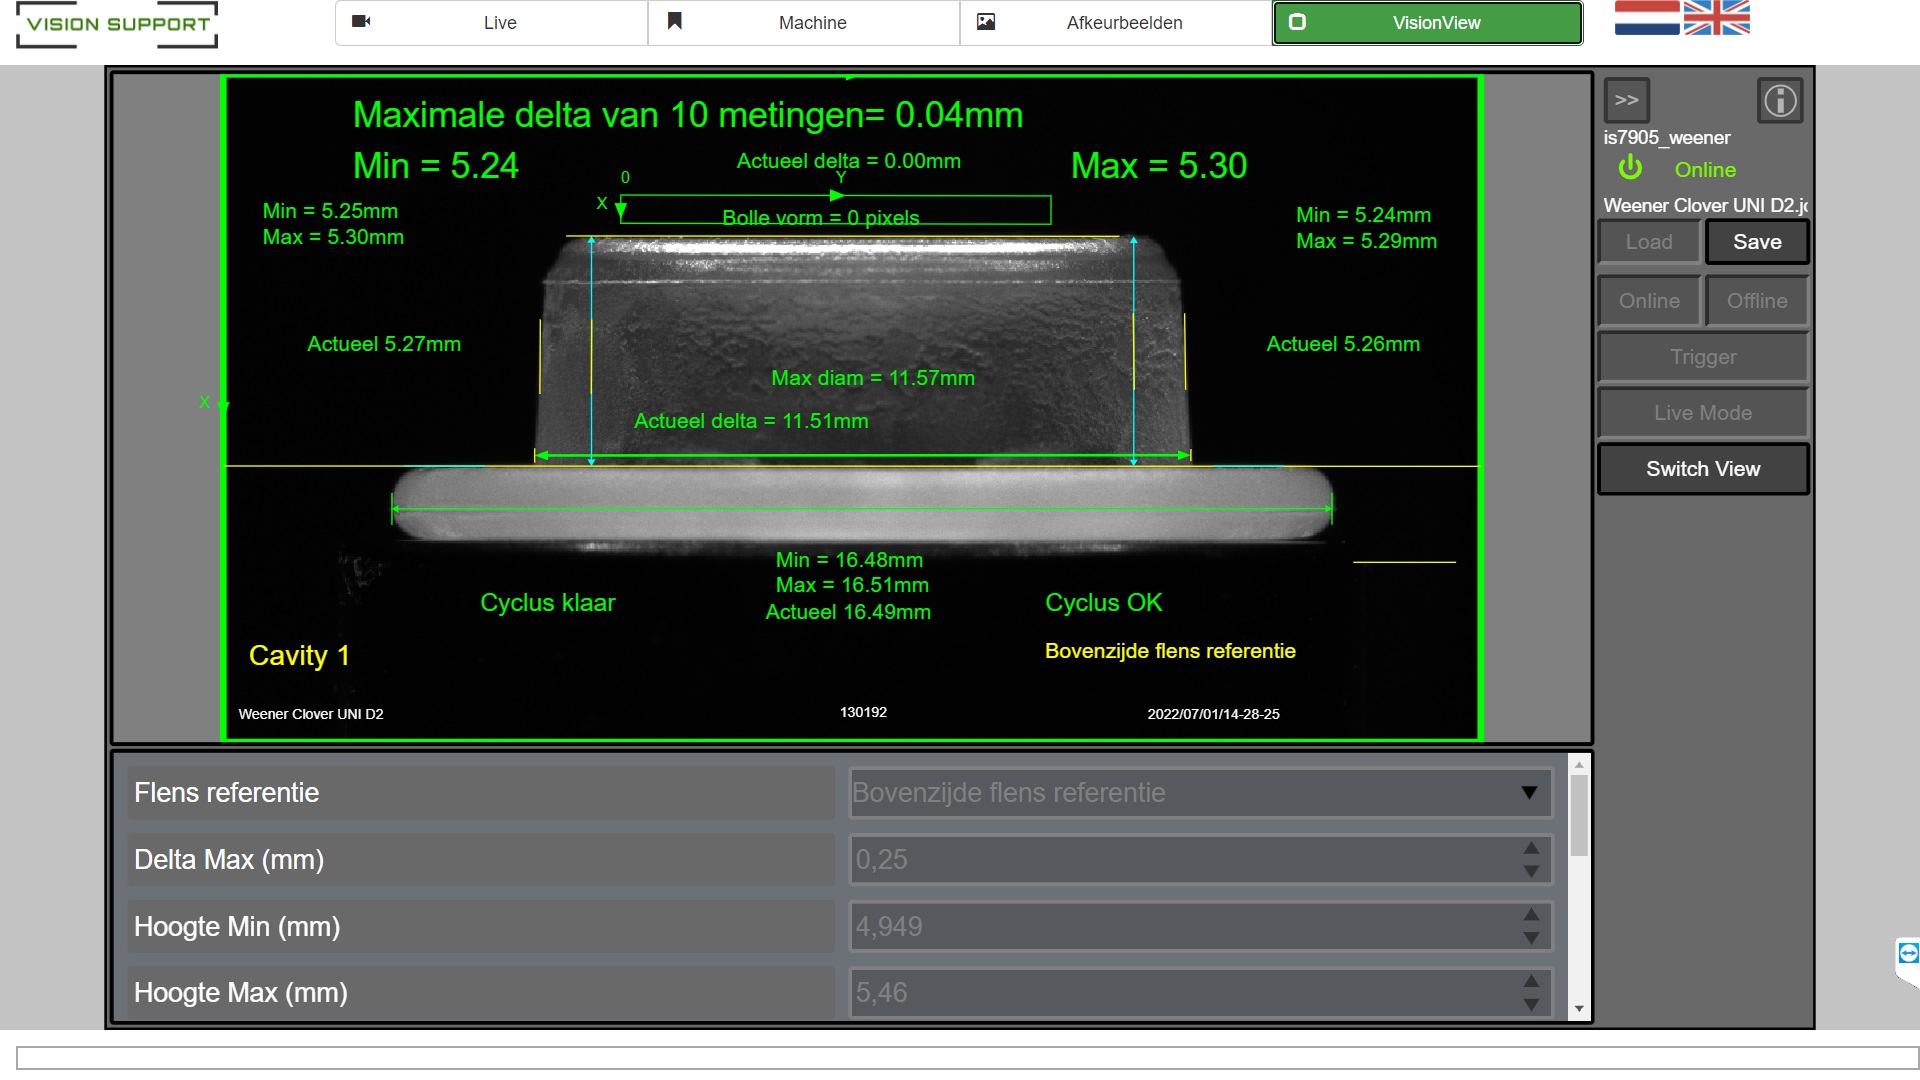 VISION SUPPORT
Live
Machine
Afkeurbeelden
VisionView
Maximale delta van 10 metingen= 0.04mm
Min = 5.24
Actueel delta = 0.00mm
Max = 5.30
0
Y
X
Bolle vorm = 0 pixels
Min = 5.25mm
Max = 5.30mm
Min = 5.24mm
Max = 5.29mm
Actueel 5.27mm
Actueel 5.26mm
Max diam = 11.57mm
X
Actueel delta = 11.51mm
Min = 16.48mm
Max = 16.51mm
Actueel 16.49mm
Cyclus klaar
Cyclus OK
Cavity 1
Bovenzijde flens referentie
Weener Clover UNI D2
130192
2022/07/01/14-28-25
>>
is7905_weener
Online
Weener Clover UNI D2.jo
Load
Save
Online
Offline
Trigger
Live Mode
Switch View
Flens referentie
Bovenzijde flens referentie
Delta Max (mm)
0,25
Hoogte Min (mm)
4,949
Hoogte Max (mm)
5,46